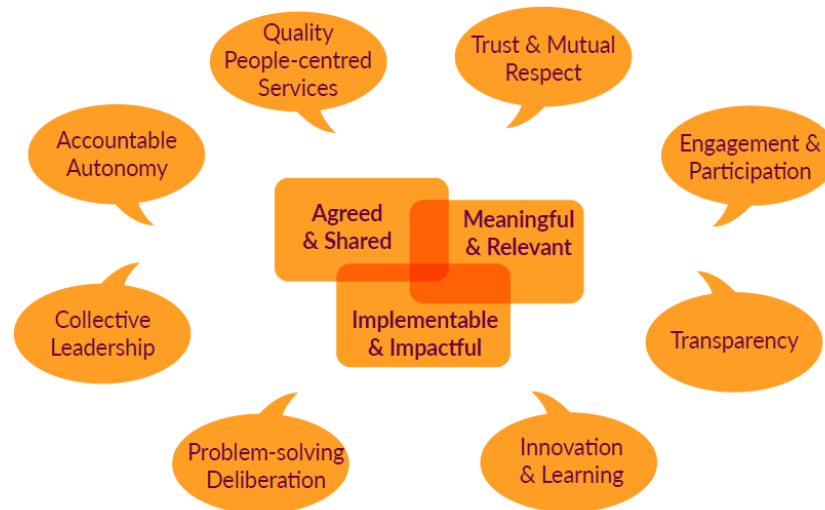 Quality
People-centred
Services
Trust & Mutual
Respect
Accountable
Autonomy
Engagement &
Participation
Agreed
& Shared
Meaningful
& Relevant
Implementable
& Impactful
Collective
Leadership
Transparency
Problem-solving
Deliberation
Innovation
& Learning